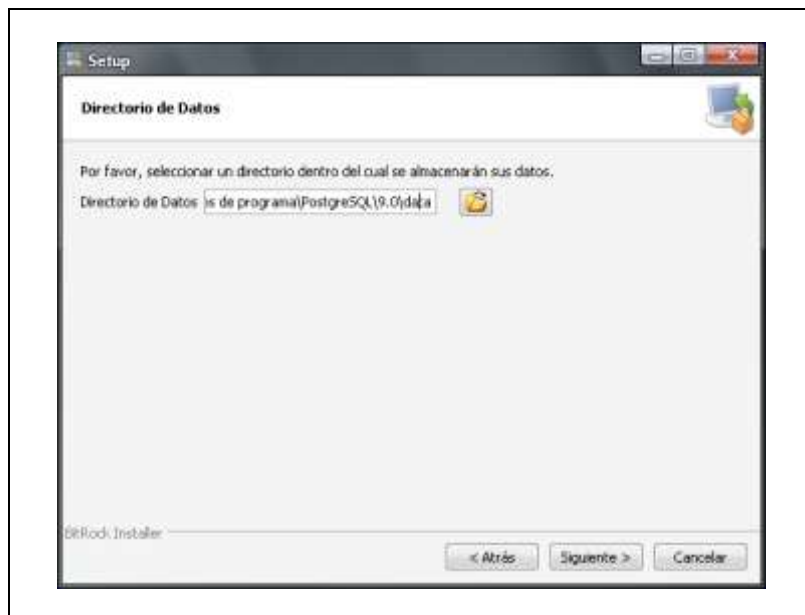 Setup
Directorio de Datos
Por favor, seleccionar un directorio dentro del cual se almacenarán sus datos.
Directorio de Datos s de programa\PostgreSQL\9.0\data
BitRock Installer
< Atrás Siguiente > Cancelar